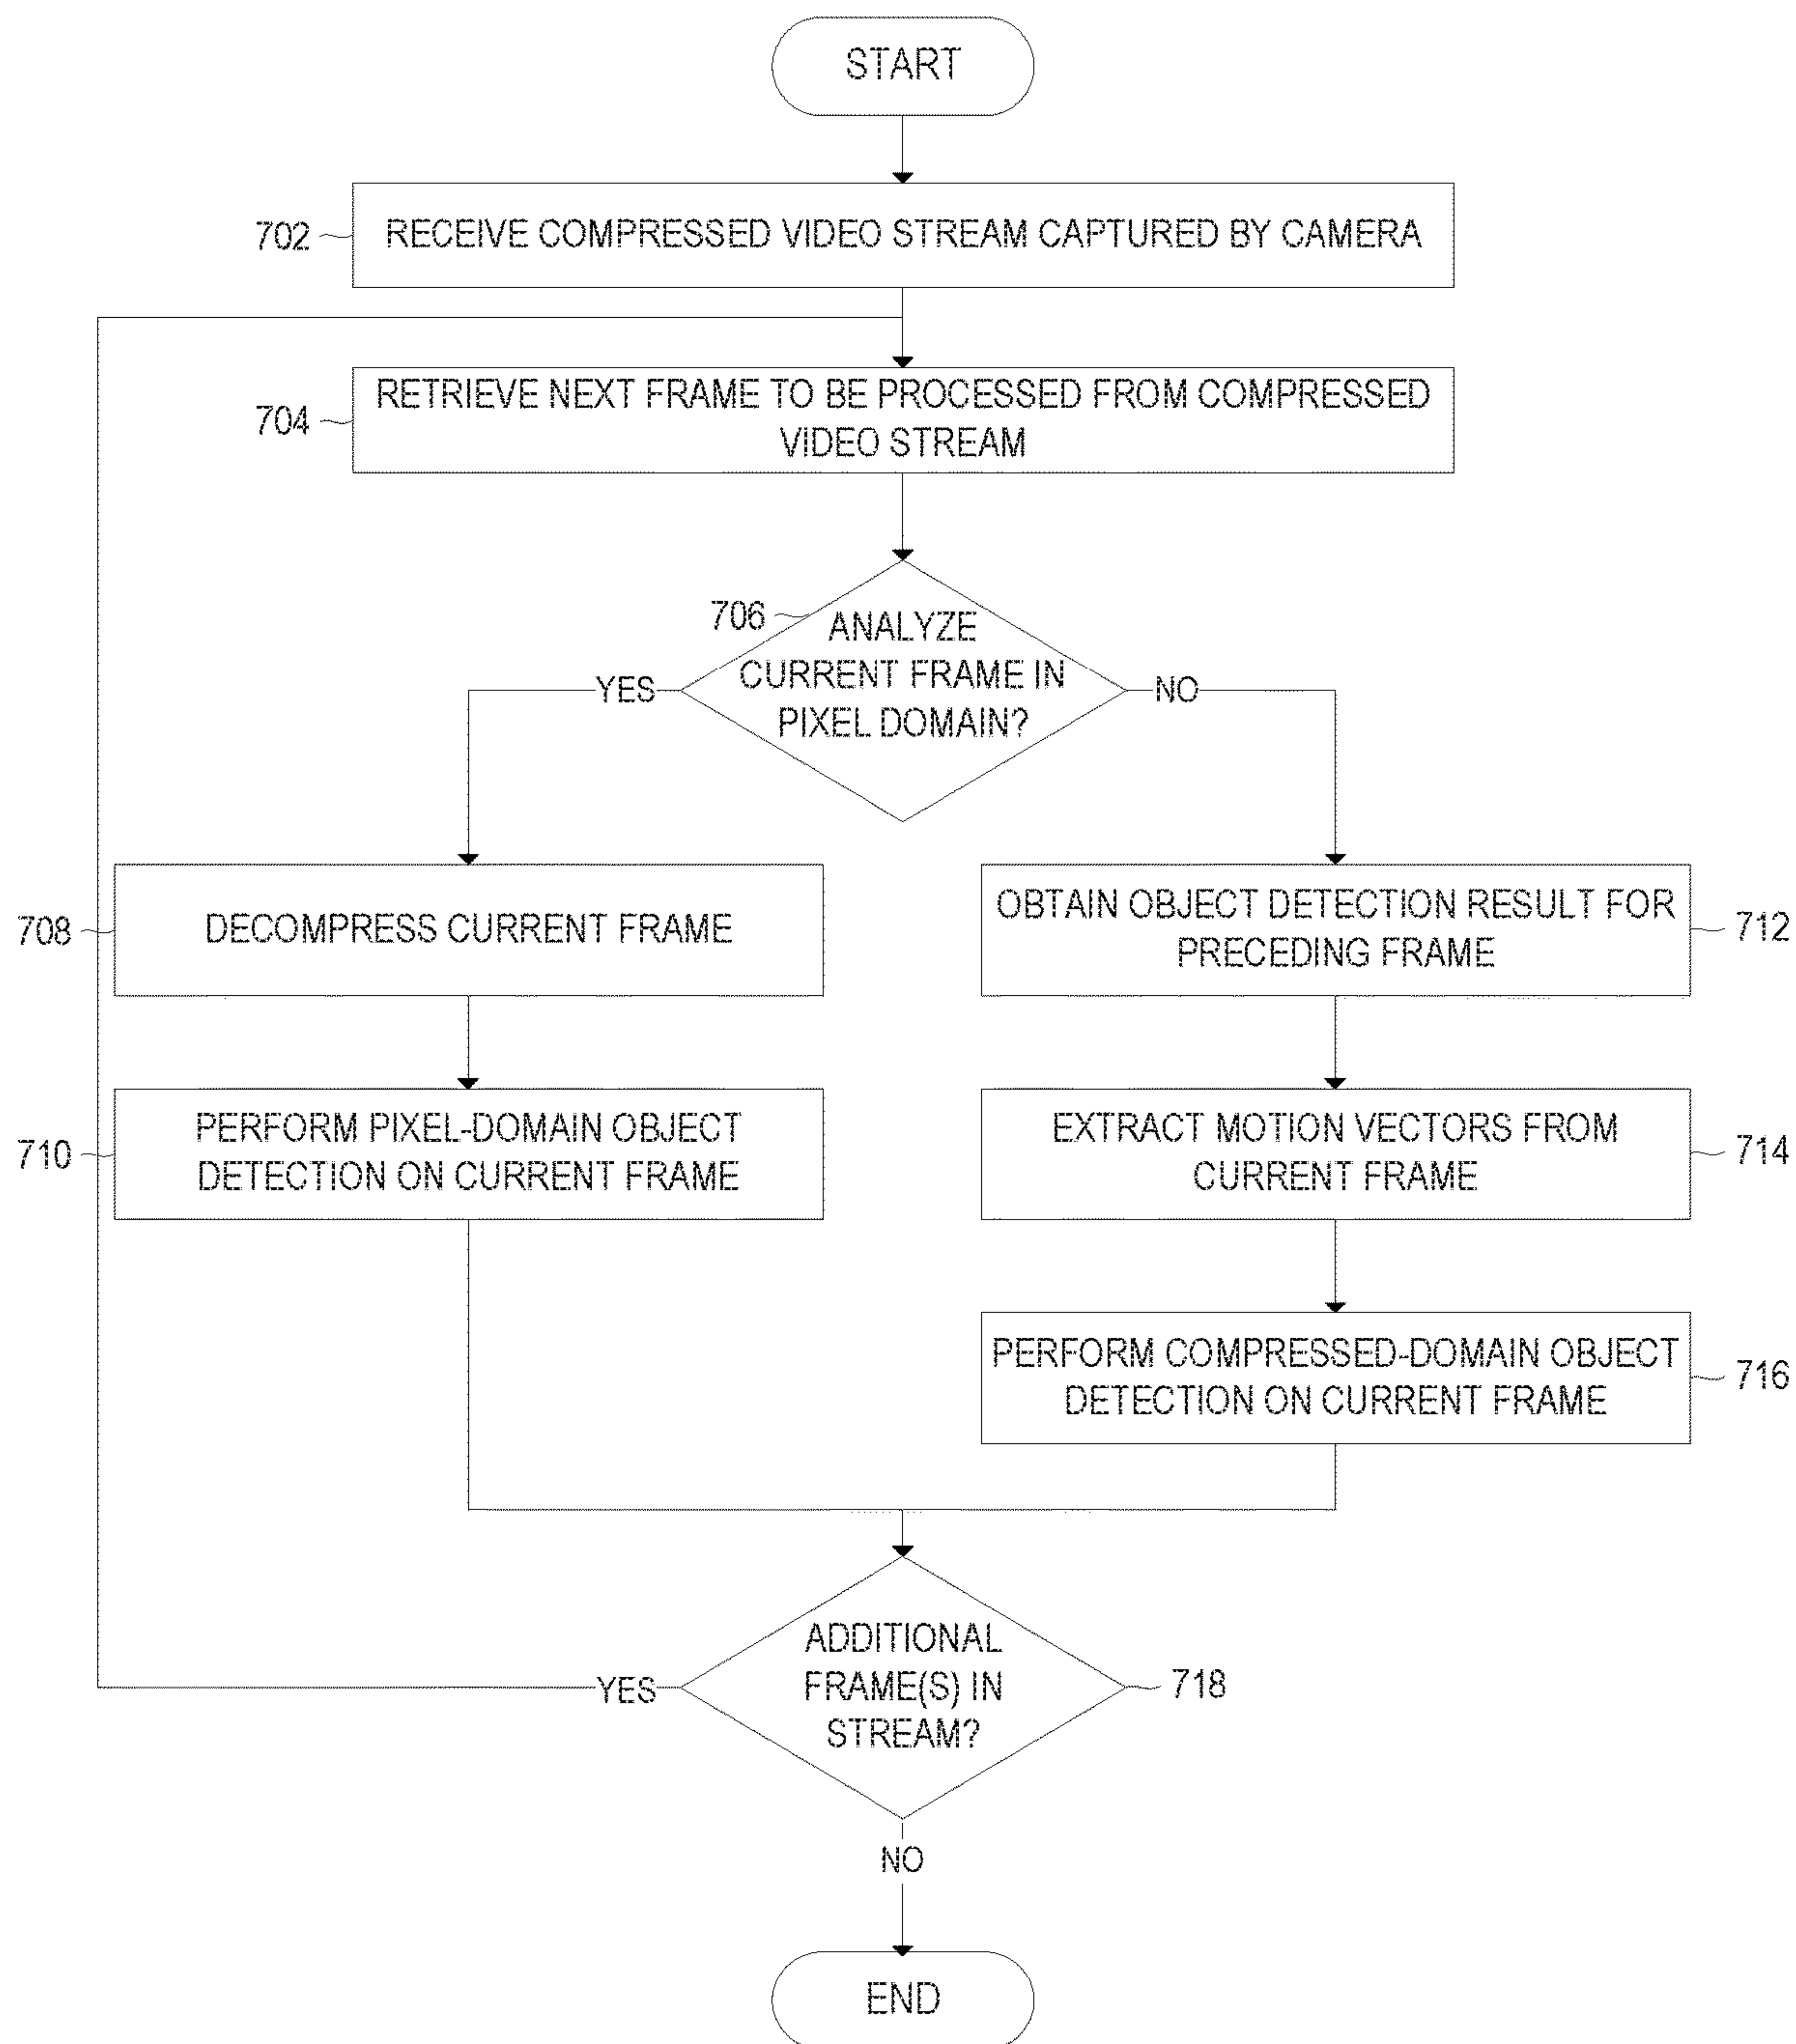 START
702
RECEIVE COMPRESSED VIDEO STREAM CAPTURED BY CAMERA
704
RETRIEVE NEXT FRAME TO BE PROCESSED FROM COMPRESSED
VIDEO STREAM
706
ANALYZE
CURRENT FRAME IN
PIXEL DOMAIN?
YES
NO
708
DECOMPRESS CURRENT FRAME
OBTAIN OBJECT DETECTION RESULT FOR
PRECEDING FRAME
712
710
PERFORM PIXEL-DOMAIN OBJECT
DETECTION ON CURRENT FRAME
EXTRACT MOTION VECTORS FROM
CURRENT FRAME
714
PERFORM COMPRESSED-DOMAIN OBJECT
DETECTION ON CURRENT FRAME
716
ADDITIONAL
FRAME(S) IN
STREAM?
718
YES
NO
END